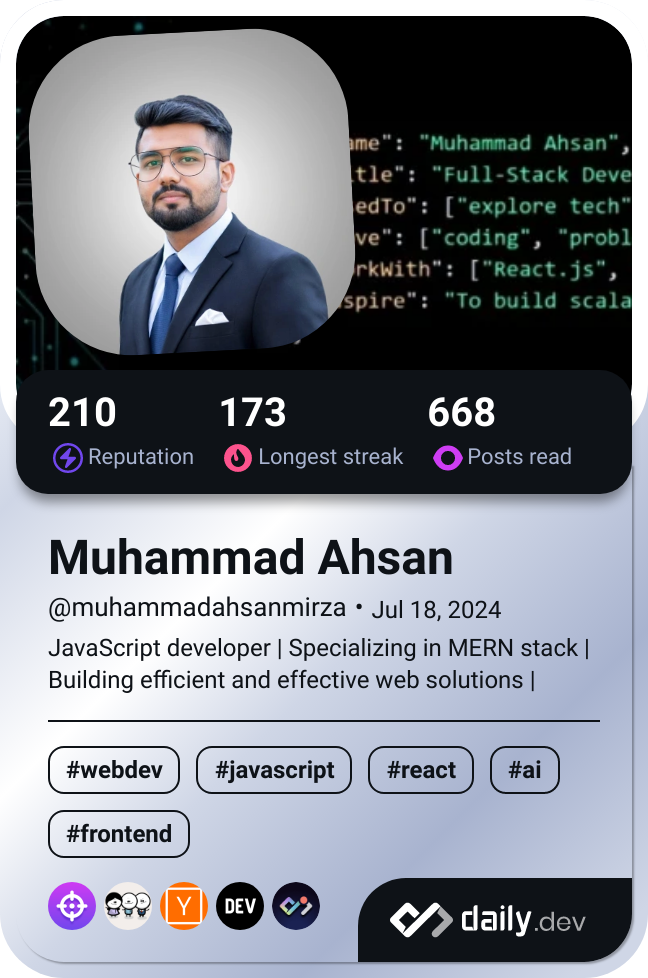 ame": "Muhammad Ahsan",
tle": "Full-Stack Deve
edTo": ["explore tech"
ve": ["coding", "probl
rkWith": ["React.js",
spire": "To build scala
210 173 668
Reputation Longest streak Posts read
Muhammad Ahsan
@muhammadahsanmirza • Jul 18, 2024
JavaScript developer | Specializing in MERN stack |
Building efficient and effective web solutions |
#webdev #javascript #react #ai
#frontend
Y DEV
daily.dev